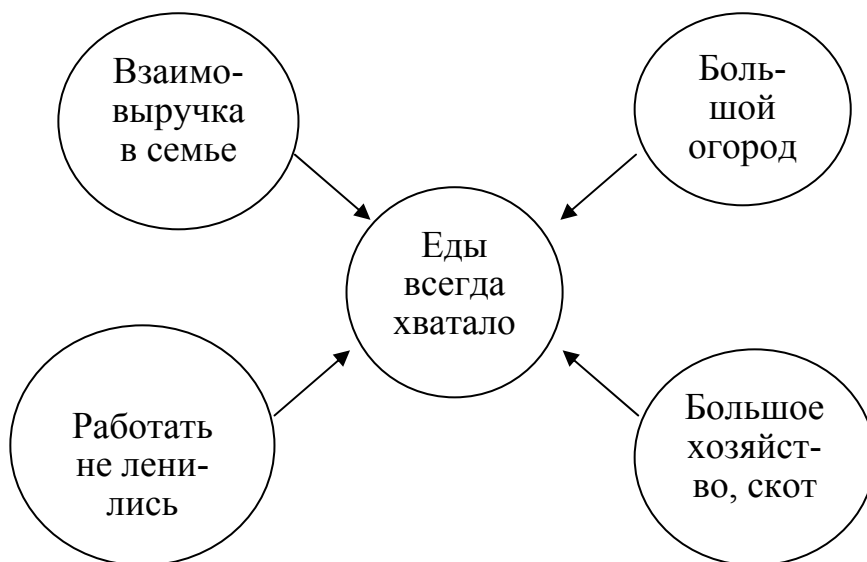 Взаимо-
выручка
в семье
Боль-
шой
огород
Еды
всегда
хватало
Работать
не лени-
лись
Большое
хозяйст-
во, скот